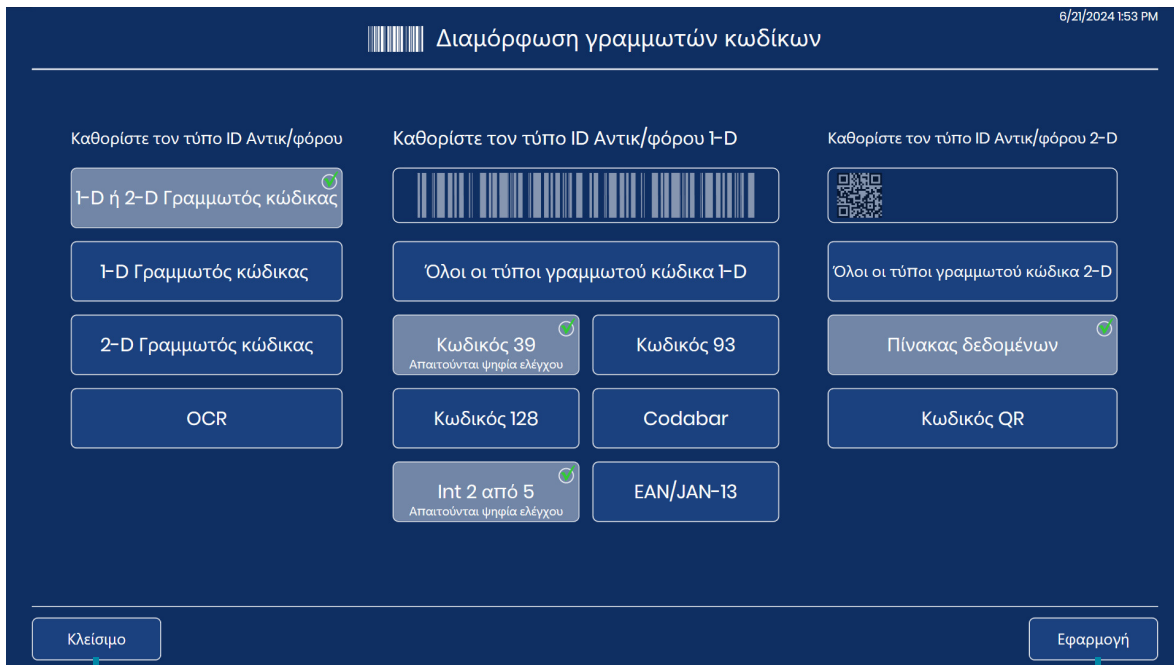 6/21/2024 1:53 PM
Διαμόρφωση γραμμωτών κωδίκων
Καθορίστε τον τύπο ID Αντικ/φόρου
1-D ή 2-D Γραμμωτός κώδικας
1-D Γραμμωτός κώδικας
2-D Γραμμωτός κώδικας
OCR
Καθορίστε τον τύπο ID Αντικ/φόρου 1-D
Όλοι οι τύποι γραμμωτού κώδικα 1-D
Κωδικός 39
Απαιτούνται ψηφία ελέγχου
Κωδικός 93
Κωδικός 128
Codabar
Int 2 από 5
Απαιτούνται ψηφία ελέγχου
EAN/JAN-13
Καθορίστε τον τύπο ID Αντικ/φόρου 2-D
Όλοι οι τύποι γραμμωτού κώδικα 2-D
Πίνακας δεδομένων
Κωδικός QR
Κλείσιμο
Εφαρμογή